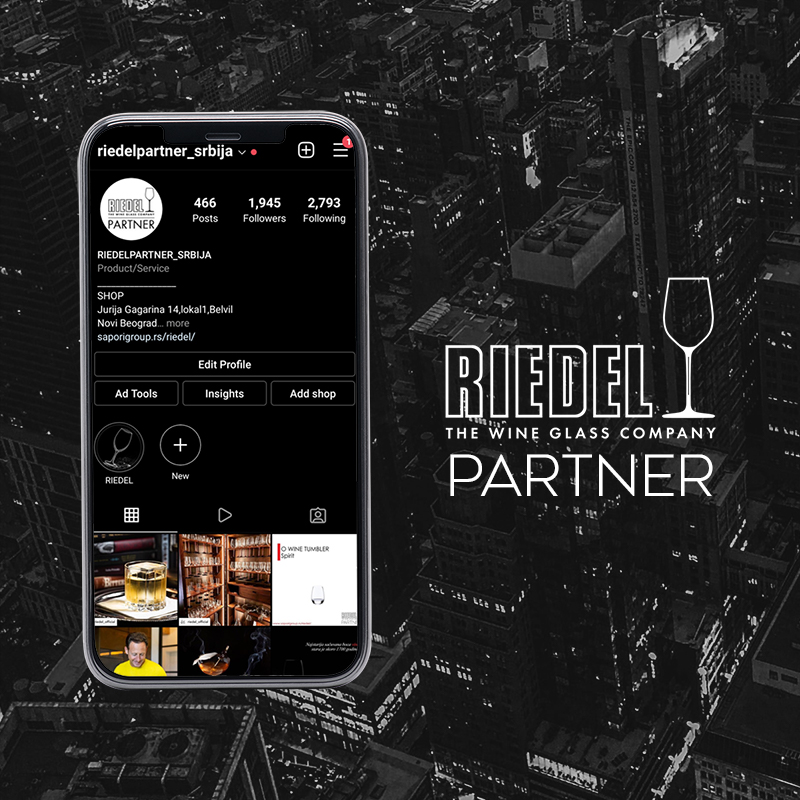 riedelpartner_srbija
1
RIEDEL
THE WINE GLASS COMPANY
PARTNER
466
Posts
1,945
Followers
2,793
Following
RIEDELPARTNER_SRBIJA
Product/Service
SHOP
Jurija Gagarina 14,lokal1,Belvil
Novi Beograd... more
saporigroup.rs/riedel/
Edit Profile
Ad Tools
Insights
Add shop
RIEDEL
New
O WINE TUMBLER
Spirit
RIEDEL
THE WINE GLASS COMPANY
PARTNER